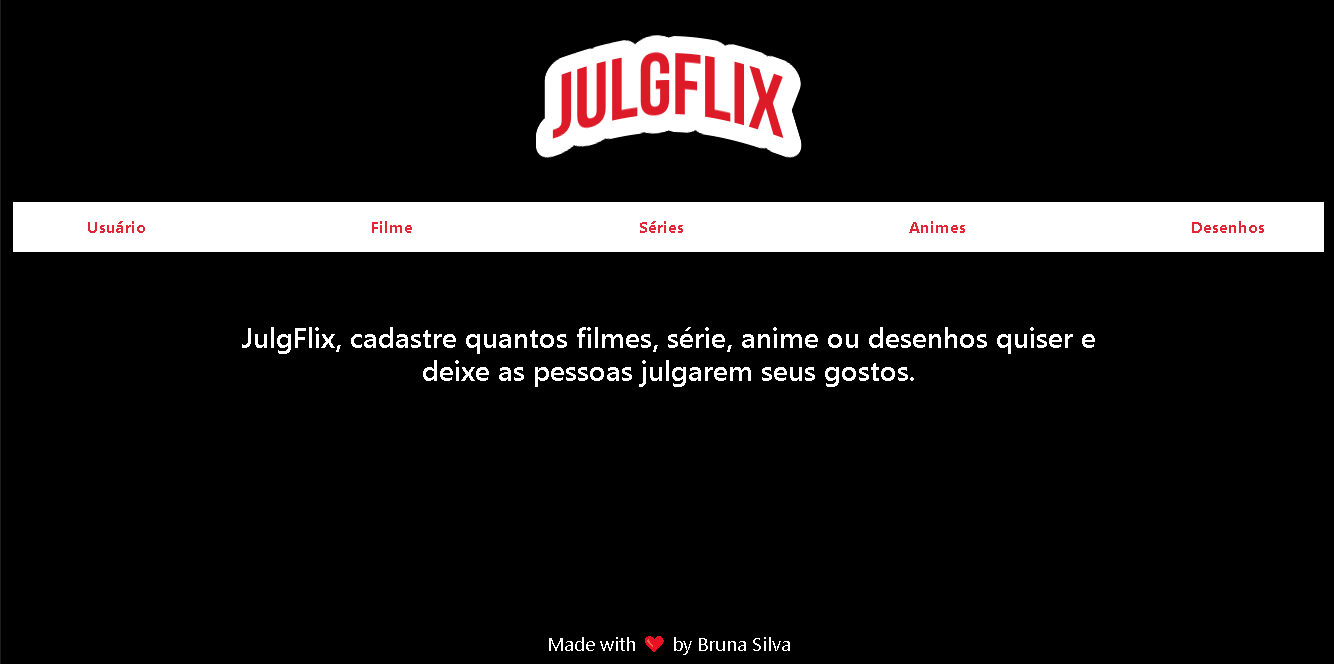 JULGFLIX
Usuário Filme Séries Animes Desenhos
JulgFlix, cadastre quantos filmes, série, anime ou desenhos quiser e
deixe as pessoas julgarem seus gostos.
Made with ❤ by Bruna Silva